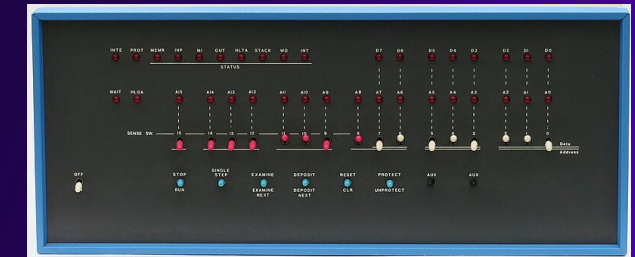 INTE PROT MEMR INP MI OUT HLTA STACK WO INT D7 D6 D5 D4 D3 D2 D1 D0
STATUS
WAIT HLDA A15 A14 A13 A12 A11 A10 A9 A8 A7 A6 A5 A4 A3 A2 A1 A0
SENSE SW. 15 14 13 12 11 10 9 8 7 6 5 4 3 2 1 0
Data
Address
OFF STOP SINGLE STEP EXAMINE DEPOSIT RESET PROTECT AUX AUX
RUN EXAMINE NEXT DEPOSIT NEXT CLR UNPROTECT